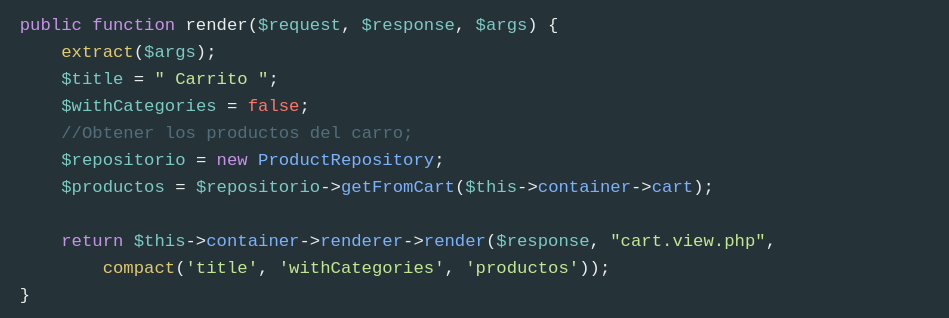 public function render($request, $response, $args) {
    extract($args);
    $title = " Carrito ";
    $withCategories = false;
    //Obtener los productos del carro;
    $repositorio = new ProductRepository;
    $productos = $repositorio->getFromCart($this->container->cart);

    return $this->container->renderer->render($response, "cart.view.php",
        compact('title', 'withCategories', 'productos'));
}